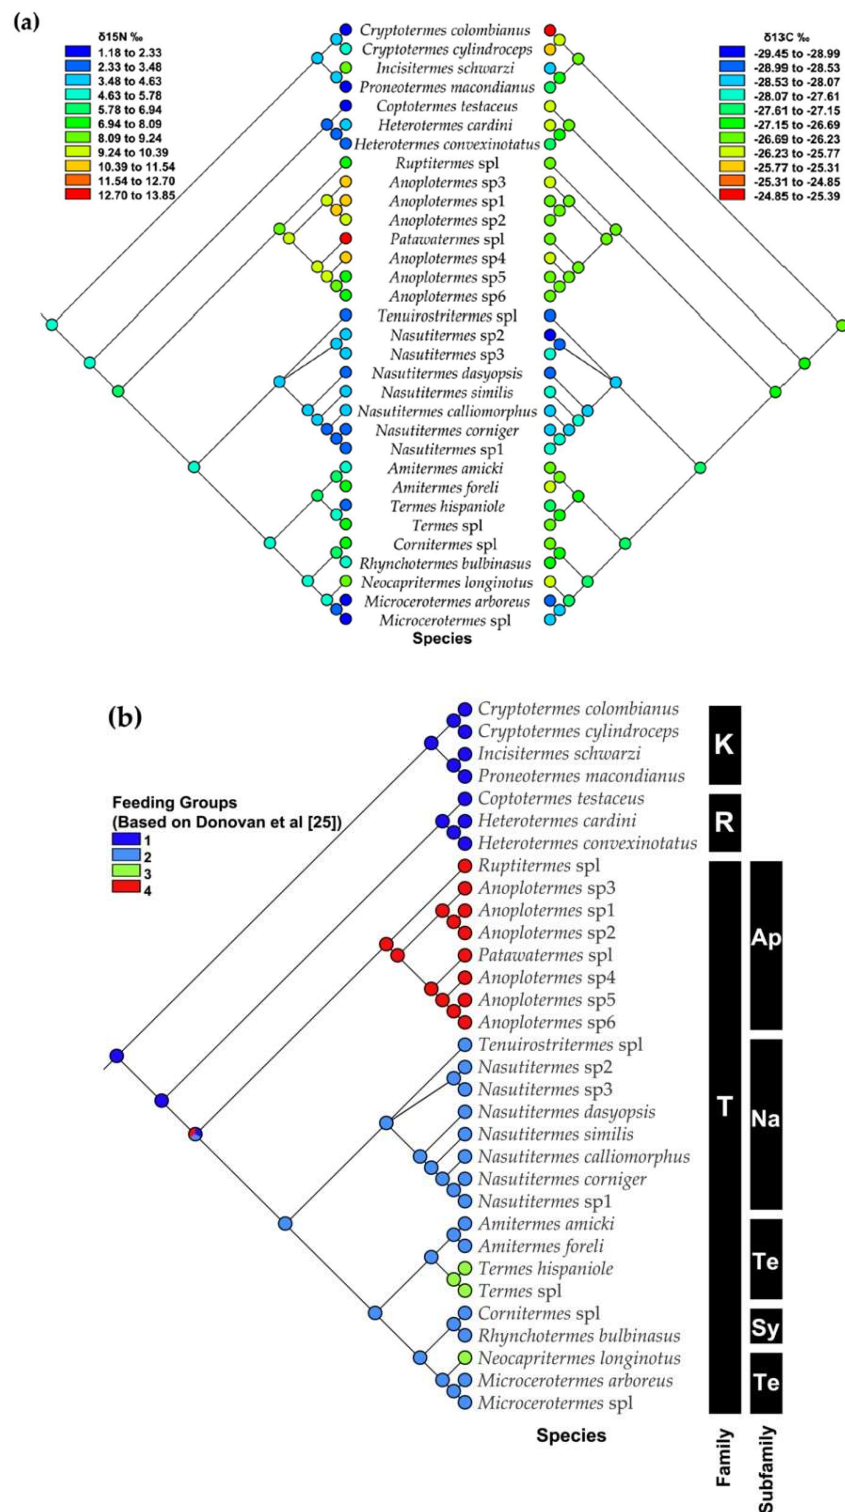 (a)
δ15N ‰
1.18 to 2.33
2.33 to 3.48
3.48 to 4.63
4.63 to 5.78
5.78 to 6.94
6.94 to 8.09
8.09 to 9.24
9.24 to 10.39
10.39 to 11.54
11.54 to 12.70
12.70 to 13.85
Cryptotermes colombianus
Cryptotermes cylindroceps
Incisitermes schwarzi
Proneotermes macondianus
Coptotermes testaceus
Heterotermes cardini
Heterotermes convexinotatus
Ruptitermes spl
Anoplotermes sp3
Anoplotermes sp1
Anoplotermes sp2
Patawatermes spl
Anoplotermes sp4
Anoplotermes sp5
Anoplotermes sp6
Tenuirostritermes spl
Nasutitermes sp2
Nasutitermes sp3
Nasutitermes dasyopsis
Nasutitermes similis
Nasutitermes calliomorphus
Nasutitermes corniger
Nasutitermes sp1
Amitermes amicki
Amitermes foreli
Termes hispaniole
Termes spl
Cornitermes spl
Rhynchotermes bulbinasus
Neocapritermes longinotus
Microcerotermes arboreus
Microcerotermes spl
Species
δ13C ‰
-29.45 to -28.99
-28.99 to -28.53
-28.53 to -28.07
-28.07 to -27.61
-27.61 to -27.15
-27.15 to -26.69
-26.69 to -26.23
-26.23 to -25.77
-25.77 to -25.31
-25.31 to -24.85
-24.85 to -25.39
(b)
Feeding Groups
(Based on Donovan et al [25])
1
2
3
4
Cryptotermes colombianus
Cryptotermes cylindroceps
Incisitermes schwarzi
Proneotermes macondianus
Coptotermes testaceus
Heterotermes cardini
Heterotermes convexinotatus
Ruptitermes spl
Anoplotermes sp3
Anoplotermes sp1
Anoplotermes sp2
Patawatermes spl
Anoplotermes sp4
Anoplotermes sp5
Anoplotermes sp6
Tenuirostritermes spl
Nasutitermes sp2
Nasutitermes sp3
Nasutitermes dasyopsis
Nasutitermes similis
Nasutitermes calliomorphus
Nasutitermes corniger
Nasutitermes sp1
Amitermes amicki
Amitermes foreli
Termes hispaniole
Termes spl
Cornitermes spl
Rhynchotermes bulbinasus
Neocapritermes longinotus
Microcerotermes arboreus
Microcerotermes spl
Species
K
R
T
Family
Ap
Na
Te
Sy
Te
Subfamily